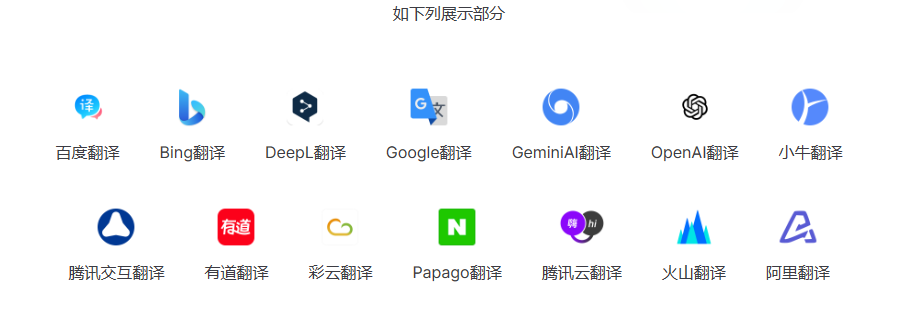 如下列展示部分
译
G 文
百度翻译 Bing翻译 DeepL翻译 Google翻译 GeminiAI翻译 OpenAI翻译 小牛翻译
有道 N 嗨 hi
腾讯交互翻译 有道翻译 彩云翻译 Papago翻译 腾讯云翻译 火山翻译 阿里翻译